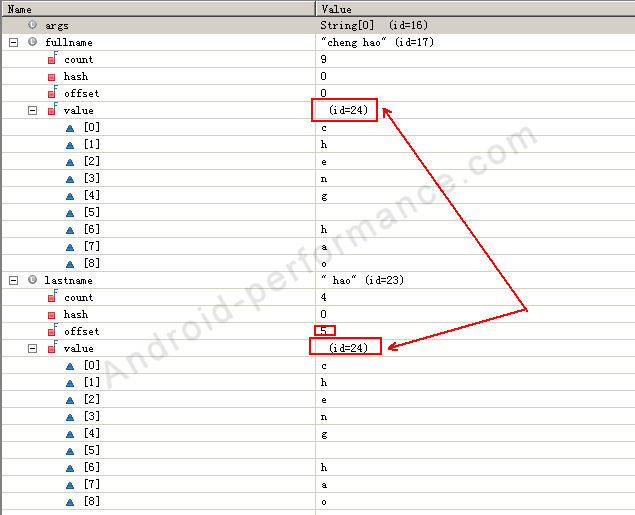 Name Value
args String[0] (id=16)
fullname "cheng hao" (id=17)
count 9
hash 0
offset 0
value (id=24)
[0] c
[1] h
[2] e
[3] n
[4] g
[5]
[6] h
[7] a
[8] o
lastname " hao" (id=23)
count 4
hash 0
offset 5
value (id=24)
[0] c
[1] h
[2] e
[3] n
[4] g
[5]
[6] h
[7] a
[8] o
Android-performance.com